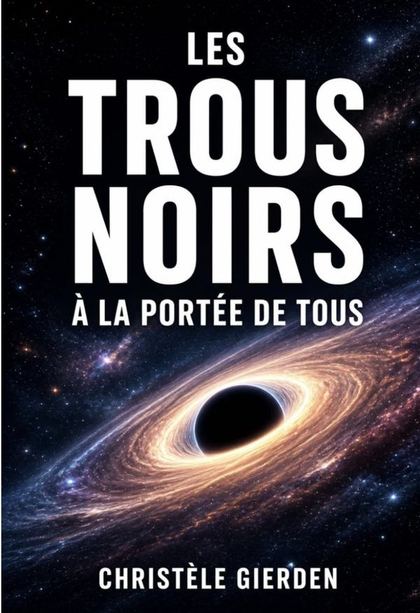 LES
TROUS
NOIRS
À LA PORTÉE DE TOUS
CHRISTÈLE GIERDEN